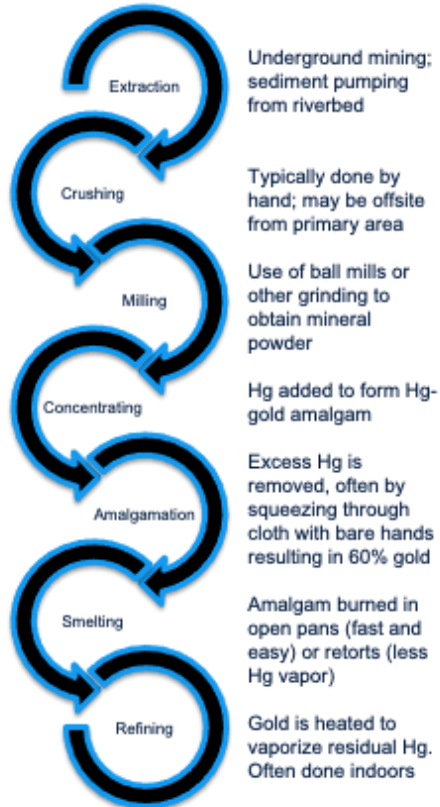 Extraction
Underground mining;
sediment pumping
from riverbed
Crushing
Typically done by
hand; may be offsite
from primary area
Milling
Use of ball mills or
other grinding to
obtain mineral
powder
Concentrating
Hg added to form Hg-
gold amalgam
Amalgamation
Excess Hg is
removed, often by
squeezing through
cloth with bare hands
resulting in 60% gold
Smelting
Amalgam burned in
open pans (fast and
easy) or retorts (less
Hg vapor)
Refining
Gold is heated to
vaporize residual Hg.
Often done indoors